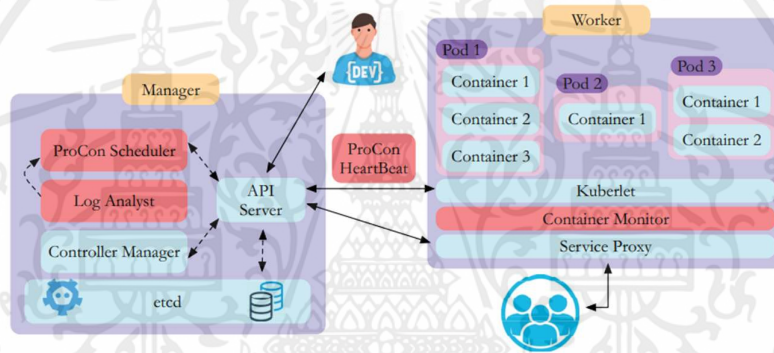 Manager
ProCon Scheduler
Log Analyst
Controller Manager
etcd
API
Server
{DEV}
ProCon
HeartBeat
Worker
Pod 1
Container 1
Container 2
Container 3
Pod 2
Container 1
Pod 3
Container 1
Container 2
Kuberlet
Container Monitor
Service Proxy